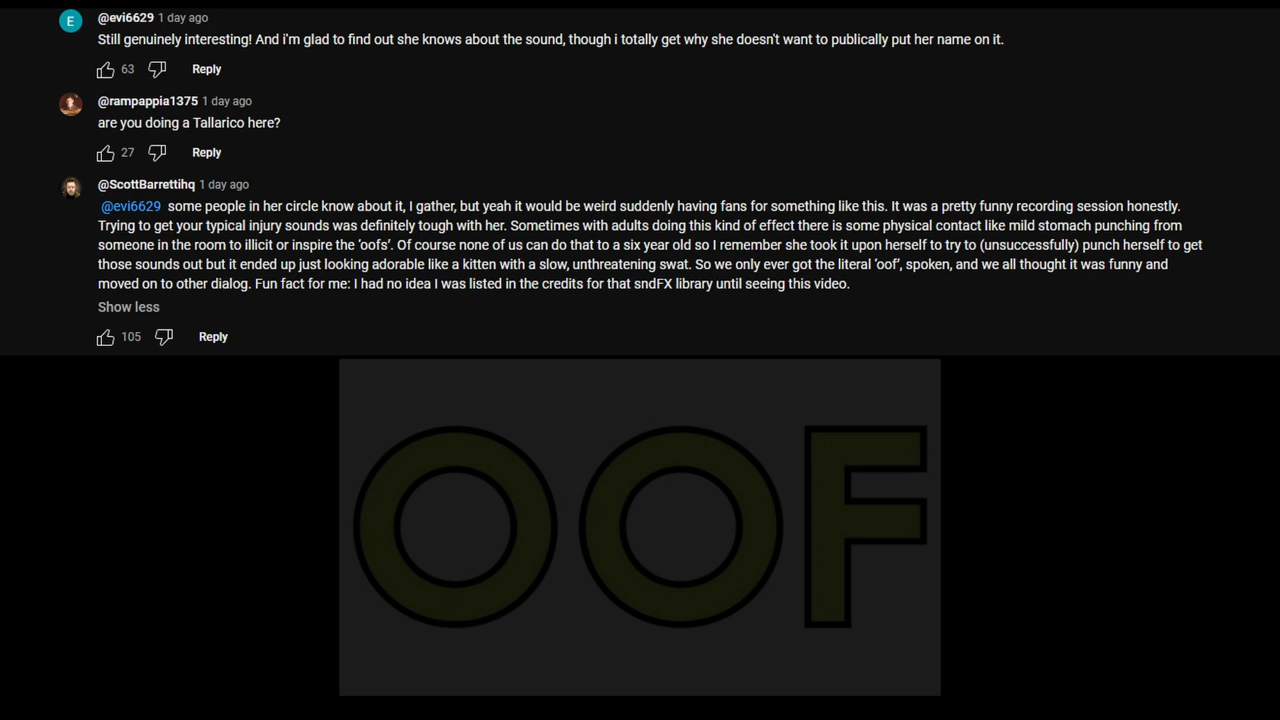 E
@evi6629 1 day ago
Still genuinely interesting! And i'm glad to find out she knows about the sound, though i totally get why she doesn't want to publically put her name on it.
63 Reply
@rampappia1375 1 day ago
are you doing a Tallarico here?
27 Reply
@ScottBarrettihq 1 day ago
@evi6629 some people in her circle know about it, I gather, but yeah it would be weird suddenly having fans for something like this. It was a pretty funny recording session honestly.
Trying to get your typical injury sounds was definitely tough with her. Sometimes with adults doing this kind of effect there is some physical contact like mild stomach punching from
someone in the room to illicit or inspire the ‘oofs’. Of course none of us can do that to a six year old so I remember she took it upon herself to try to (unsuccessfully) punch herself to get
those sounds out but it ended up just looking adorable like a kitten with a slow, unthreatening swat. So we only ever got the literal ‘oof’, spoken, and we all thought it was funny and
moved on to other dialog. Fun fact for me: I had no idea I was listed in the credits for that sndFX library until seeing this video.
Show less
105 Reply
OOF